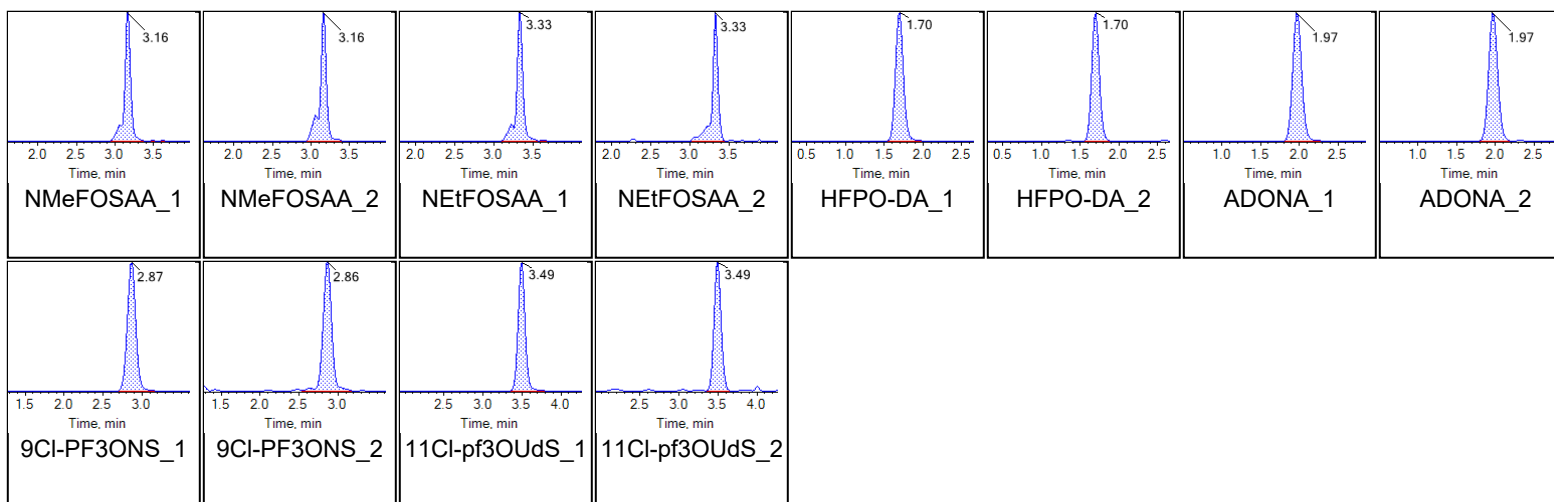 3.16
3.16
3.33
3.33
1.70
1.70
1.97
1.97
2.0 2.5 3.0 3.5
2.0 2.5 3.0 3.5
2.0 2.5 3.0 3.5
2.0 2.5 3.0 3.5
0.5 1.0 1.5 2.0 2.5
0.5 1.0 1.5 2.0 2.5
1.0 1.5 2.0 2.5
1.0 1.5 2.0 2.5
Time, min
Time, min
Time, min
Time, min
Time, min
Time, min
Time, min
Time, min
NMeFOSAA_1
NMeFOSAA_2
NEtFOSAA_1
NEtFOSAA_2
HFPO-DA_1
HFPO-DA_2
ADONA_1
ADONA_2
2.87
2.86
3.49
3.49
1.5 2.0 2.5 3.0
1.5 2.0 2.5 3.0
2.5 3.0 3.5 4.0
2.5 3.0 3.5 4.0
Time, min
Time, min
Time, min
Time, min
9Cl-PF3ONS_1
9Cl-PF3ONS_2
11Cl-pf3OUdS_1
11Cl-pf3OUdS_2